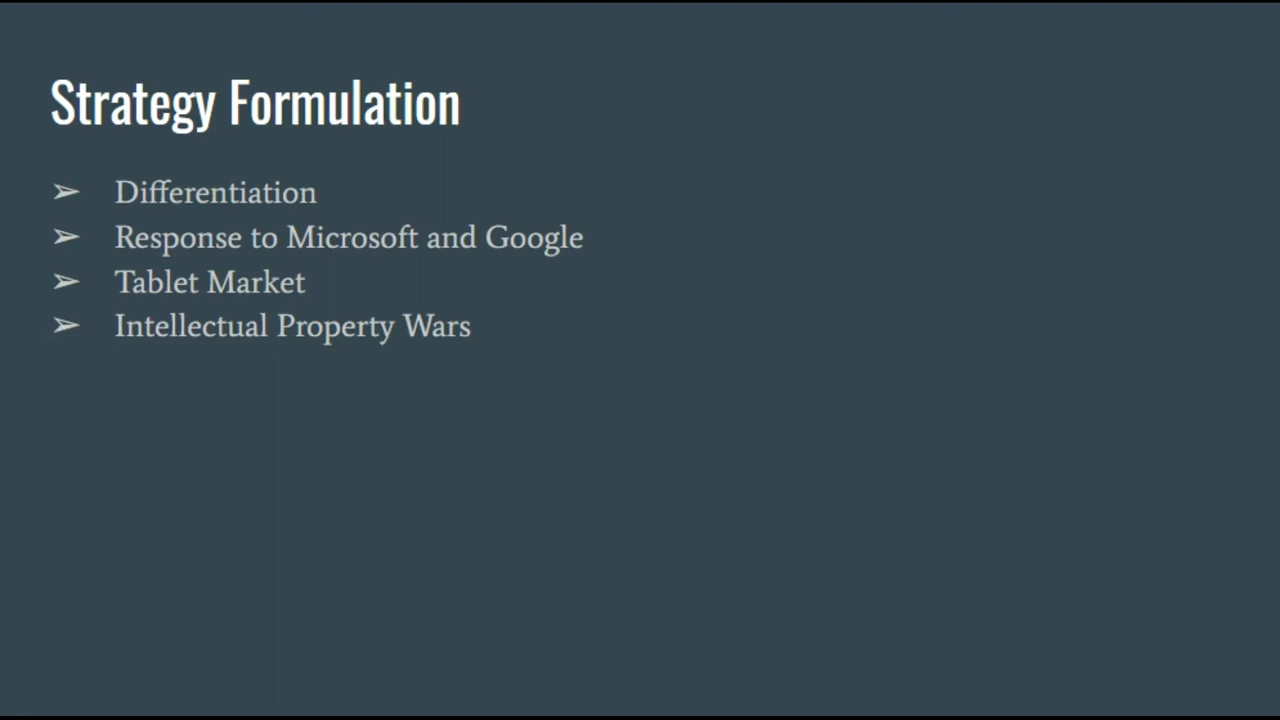 Strategy Formulation
➢ Differentiation
➢ Response to Microsoft and Google
➢ Tablet Market
➢ Intellectual Property Wars